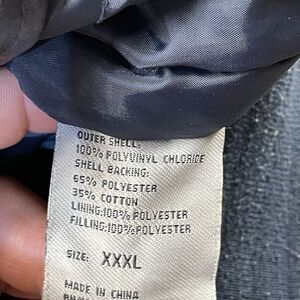 OUTER SHELL:
100% POLYVINYL CHLORIDE
SHELL BACKING:
65% POLYESTER
35% COTTON
LINING:100% POLYESTER
FILLING:100% POLYESTER
SIZE: XXXL
MADE IN CHINA